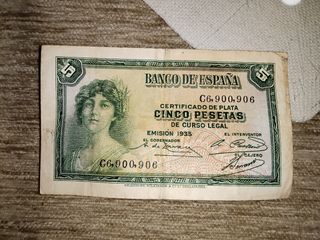 5 BANCO DE ESPAÑA 5
C6,900,906
CERTIFICADO DE PLATA
CINCO PESETAS
DE CURSO LEGAL
EMISION 1935
EL GOBERNADOR
EL INTERVENTOR
EL CAJERO
C6,900,906